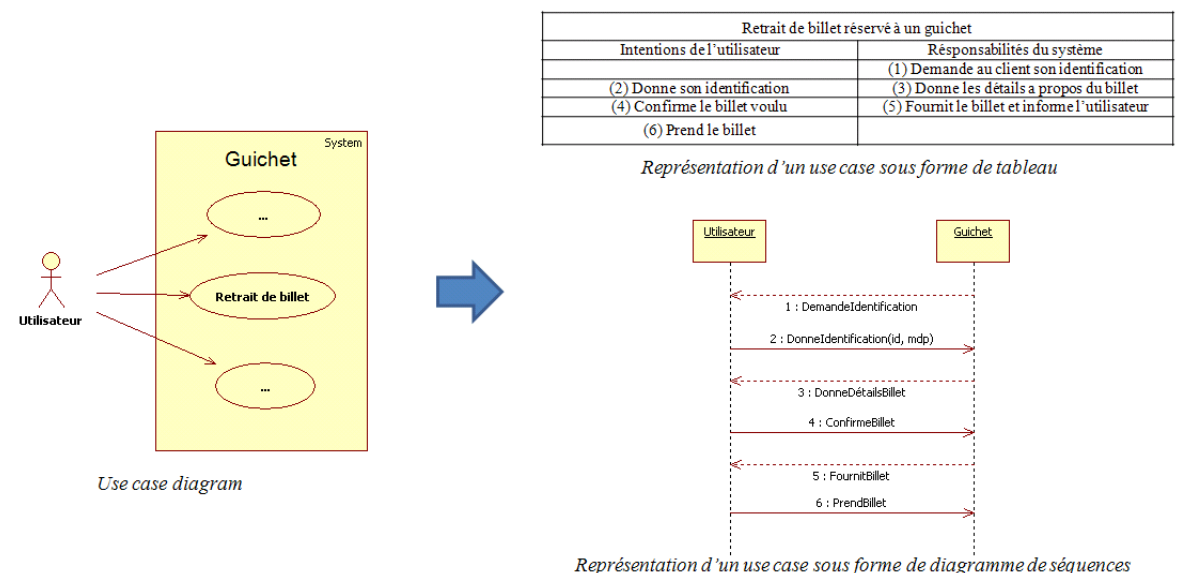 System
Guichet
...
Retrait de billet
...
Utilisateur
Use case diagram
Retrait de billet réservé à un guichet
Intentions de l'utilisateur
Résponsabilités du système
(1) Demande au client son identification
(2) Donne son identification
(3) Donne les détails a propos du billet
(4) Confirme le billet voulu
(5) Fournit le billet et informe l'utilisateur
(6) Prend le billet
Représentation d'un use case sous forme de tableau
Utilisateur
Guichet
1 : DemandeIdentification
2 : DonneIdentification(id, mdp)
3 : DonneDétailsBillet
4 : ConfirmeBillet
5 : FournitBillet
6 : PrendBillet
Représentation d'un use case sous forme de diagramme de séquences